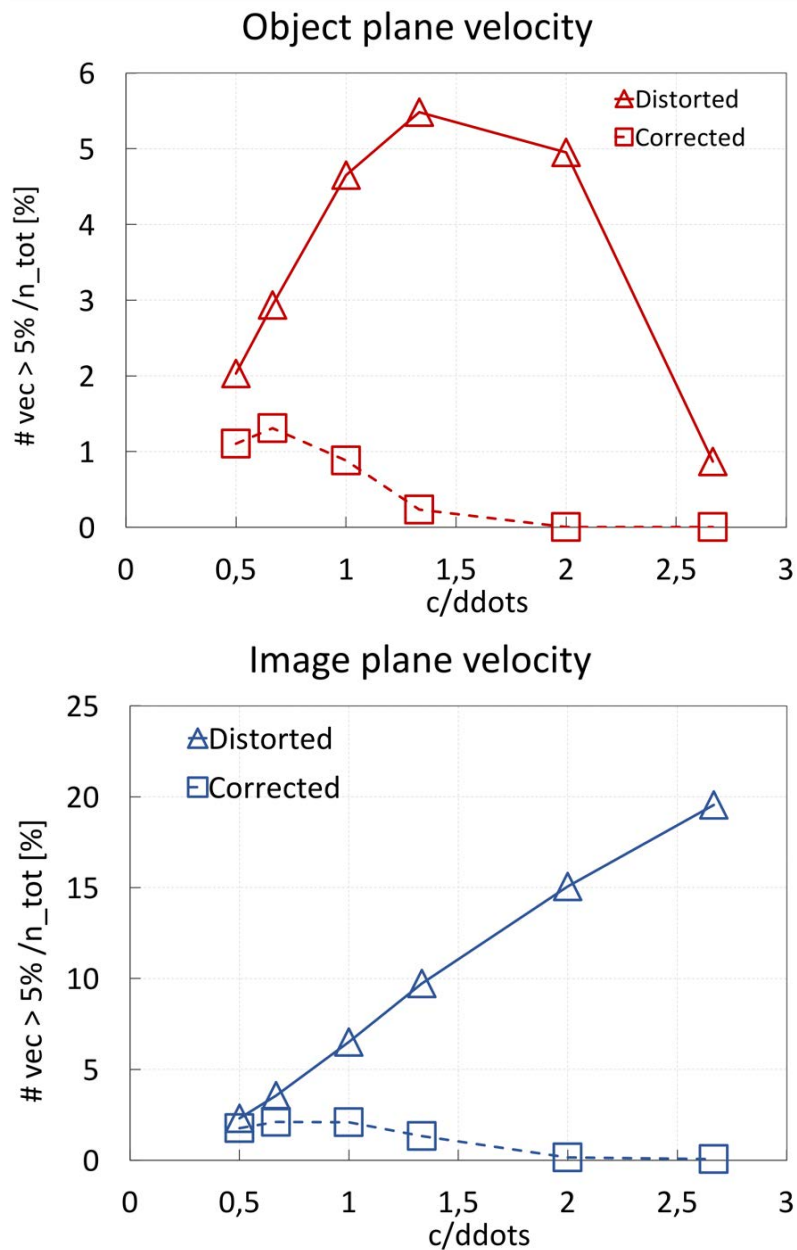 Object plane velocity
6
5
4
3
2
1
0
# vec > 5% /n_tot [%]
Distorted
Corrected
0
0,5
1
1,5
2
2,5
3
c/ddots
Image plane velocity
25
20
15
10
5
0
# vec > 5% /n_tot [%]
Distorted
Corrected
0
0,5
1
1,5
2
2,5
3
c/ddots